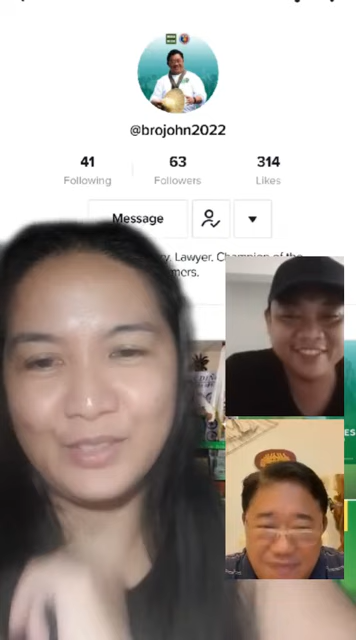 @brojohn2022
41 63 314
Following Followers Likes
Message
Lawyer, Champion of the